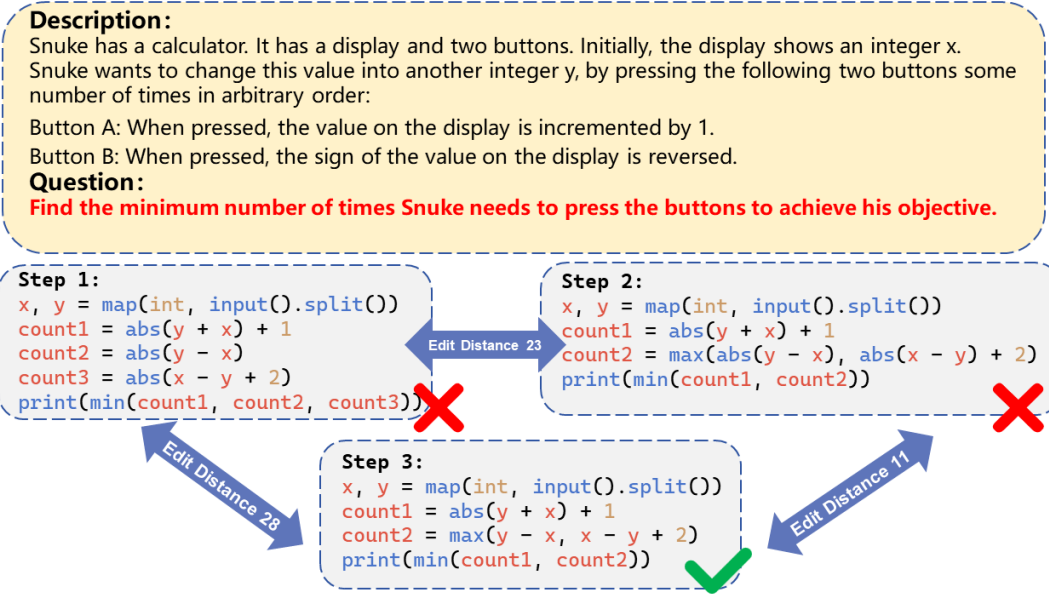 Description:
Snuke has a calculator. It has a display and two buttons. Initially, the display shows an integer x.
Snuke wants to change this value into another integer y, by pressing the following two buttons some
number of times in arbitrary order:
Button A: When pressed, the value on the display is incremented by 1.
Button B: When pressed, the sign of the value on the display is reversed.
Question:
Find the minimum number of times Snuke needs to press the buttons to achieve his objective.
Step 1:
x, y = map(int, input().split())
count1 = abs(y + x) + 1
count2 = abs(y - x)
count3 = abs(x - y + 2)
print(min(count1, count2, count3))
Edit Distance 23
Step 2:
x, y = map(int, input().split())
count1 = abs(y + x) + 1
count2 = max(abs(y - x), abs(x - y) + 2)
print(min(count1, count2))
Edit Distance 28
Step 3:
x, y = map(int, input().split())
count1 = abs(y + x) + 1
count2 = max(y - x, x - y + 2)
print(min(count1, count2))
Edit Distance 11